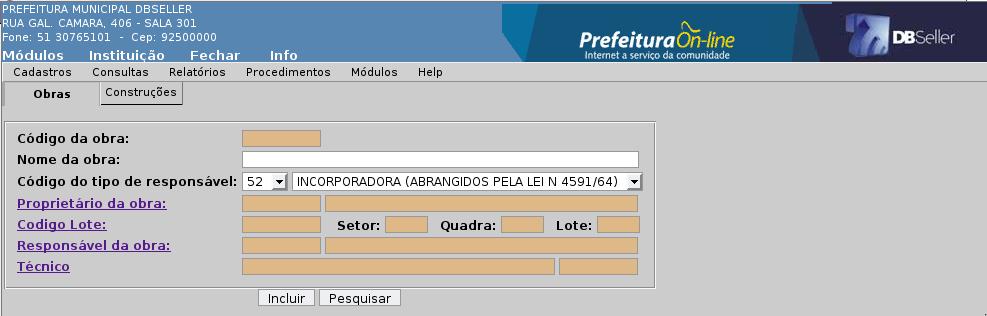 PREFEITURA MUNICIPAL DBSELLER
RUA GAL. CAMARA, 406 - SALA 301
Fone: 51 30765101 - Cep: 92500000
Módulos Instituição Fechar Info
Prefeitura On-line
Internet a serviço da comunidade
DBSeller
Cadastros Consultas Relatórios Procedimentos Módulos Help
Obras Construções
Código da obra:
Nome da obra:
Código do tipo de responsável: 52 INCORPORADORA (ABRANGIDOS PELA LEI N 4591/64)
Proprietário da obra:
Codigo Lote: Setor: Quadra: Lote:
Responsável da obra:
Técnico
Incluir Pesquisar